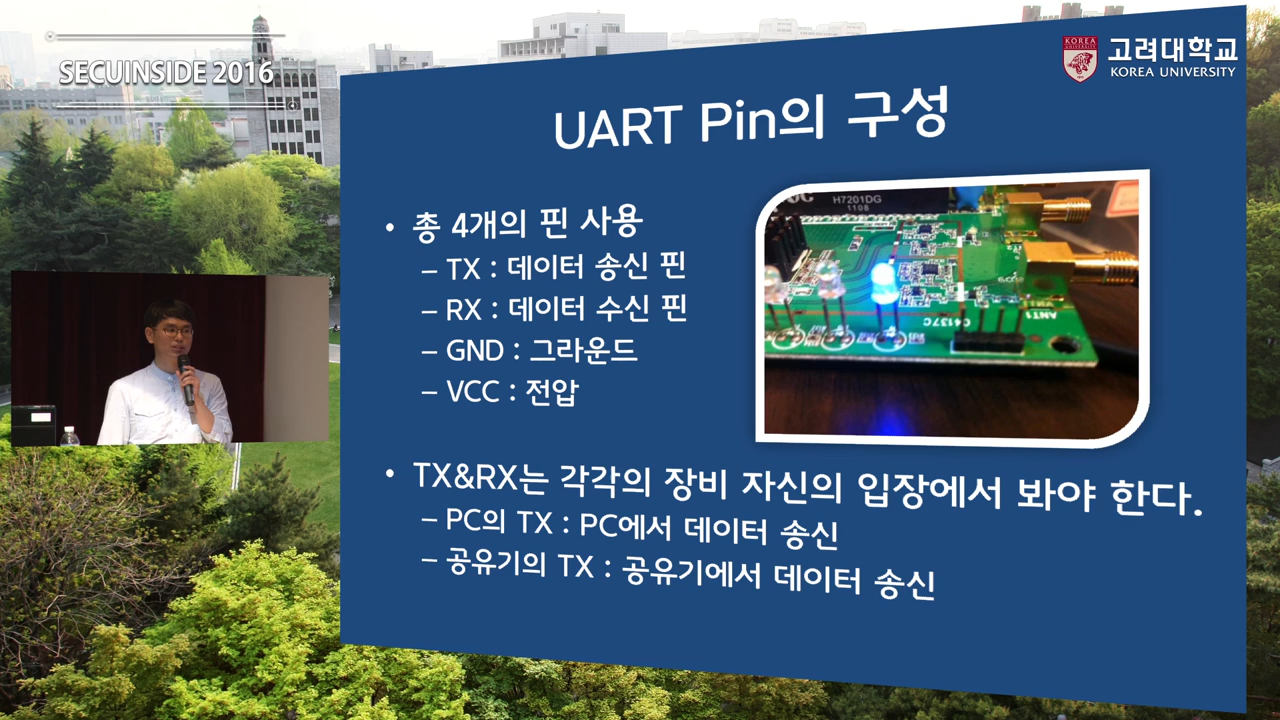 SECUINSIDE 2016
KOREA
고려대학교
KOREA UNIVERSITY
UART Pin의 구성
• 총 4개의 핀 사용
– TX : 데이터 송신 핀
– RX : 데이터 수신 핀
– GND : 그라운드
– VCC : 전압
H7201DG
1108
C4137C
ANT1
• TX&RX는 각각의 장비 자신의 입장에서 봐야 한다.
– PC의 TX : PC에서 데이터 송신
– 공유기의 TX : 공유기에서 데이터 송신